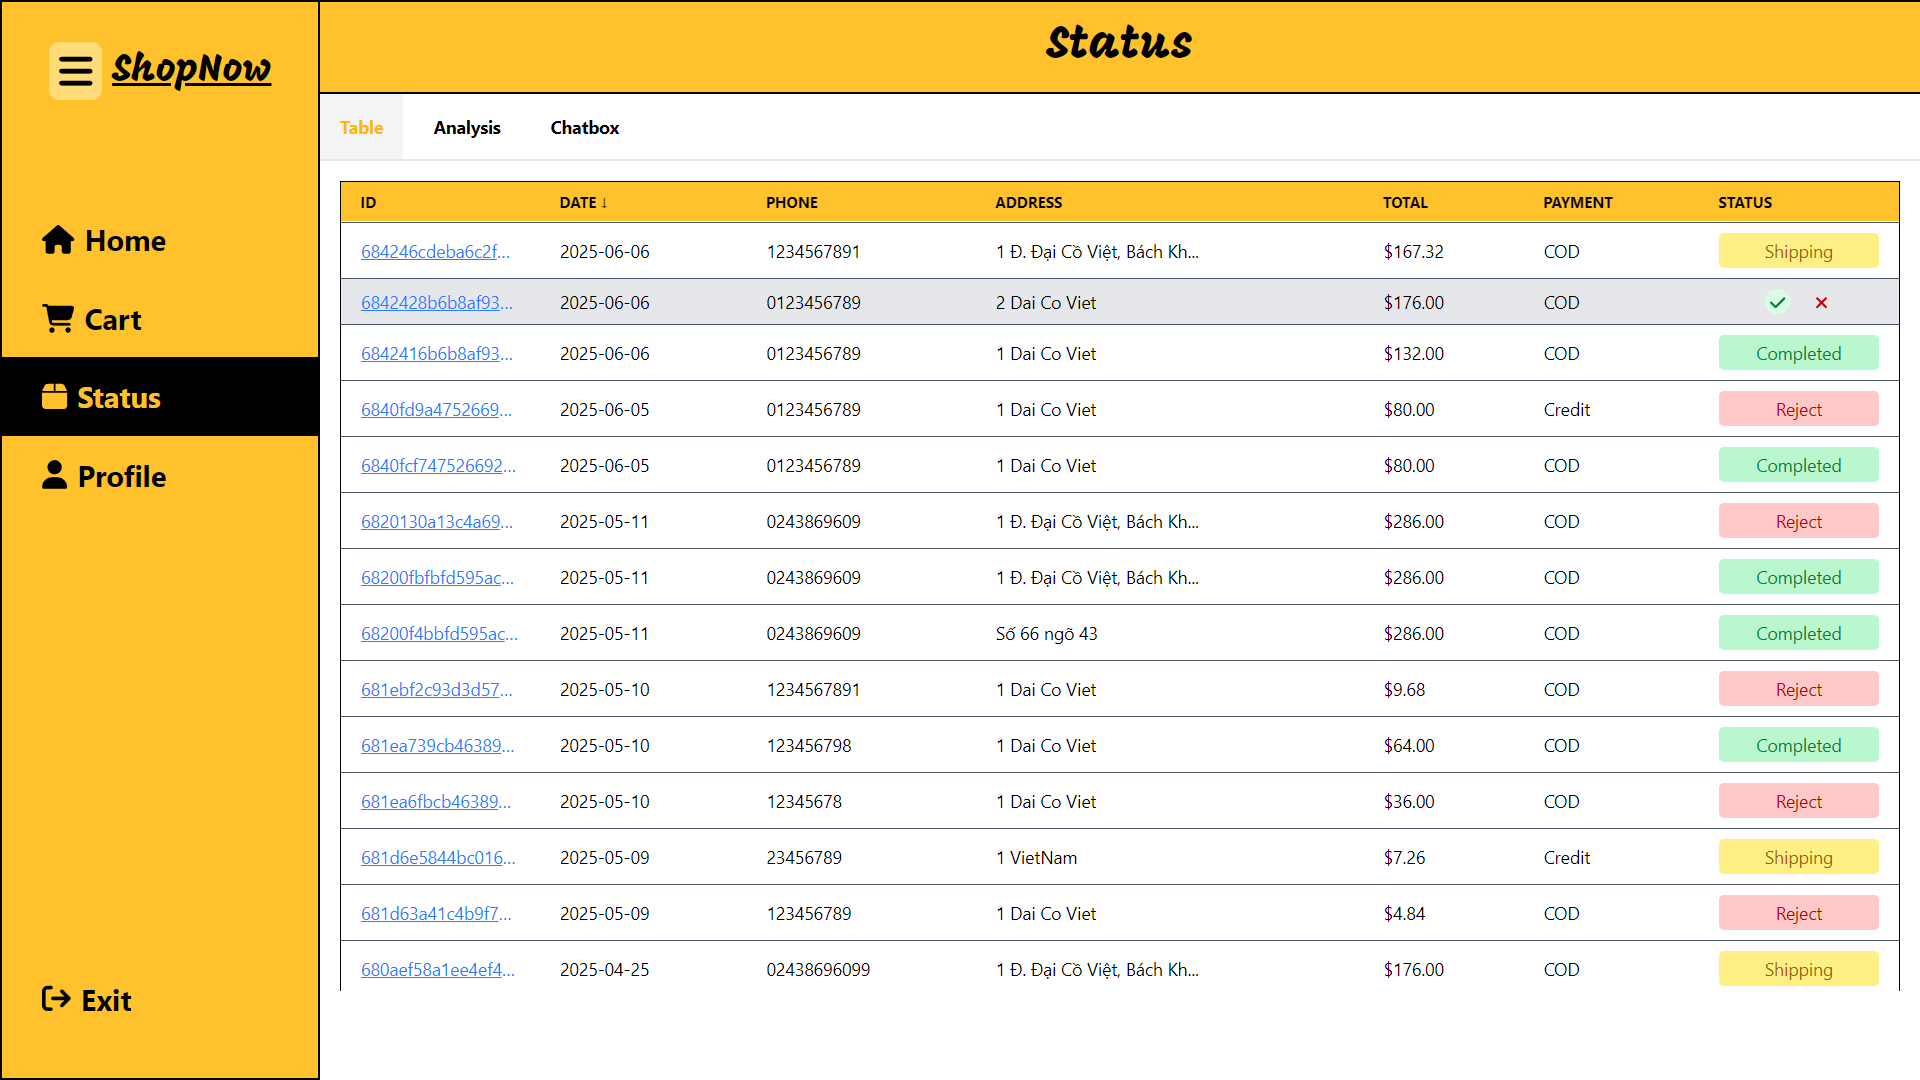 ShopNow
Status
Home
Cart
Status
Profile
Exit
Table Analysis Chatbox
ID DATE ↓ PHONE ADDRESS TOTAL PAYMENT STATUS
684246cdeba6c2f... 2025-06-06 1234567891 1 Đ. Đại Cồ Việt, Bách Kh... $167.32 COD Shipping
6842428b6b8af93... 2025-06-06 0123456789 2 Dai Co Viet $176.00 COD
6842416b6b8af93... 2025-06-06 0123456789 1 Dai Co Viet $132.00 COD Completed
6840fd9a4752669... 2025-06-05 0123456789 1 Dai Co Viet $80.00 Credit Reject
6840fcf747526692... 2025-06-05 0123456789 1 Dai Co Viet $80.00 COD Completed
6820130a13c4a69... 2025-05-11 0243869609 1 Đ. Đại Cồ Việt, Bách Kh... $286.00 COD Reject
68200fbfbfd595ac... 2025-05-11 0243869609 1 Đ. Đại Cồ Việt, Bách Kh... $286.00 COD Completed
68200f4bbfd595ac... 2025-05-11 0243869609 Số 66 ngõ 43 $286.00 COD Completed
681ebf2c93d3d57... 2025-05-10 1234567891 1 Dai Co Viet $9.68 COD Reject
681ea739cb46389... 2025-05-10 123456798 1 Dai Co Viet $64.00 COD Completed
681ea6fbcb46389... 2025-05-10 12345678 1 Dai Co Viet $36.00 COD Reject
681d6e5844bc016... 2025-05-09 23456789 1 VietNam $7.26 Credit Shipping
681d63a41c4b9f7... 2025-05-09 123456789 1 Dai Co Viet $4.84 COD Reject
680aef58a1ee4ef4... 2025-04-25 02438696099 1 Đ. Đại Cồ Việt, Bách Kh... $176.00 COD Shipping